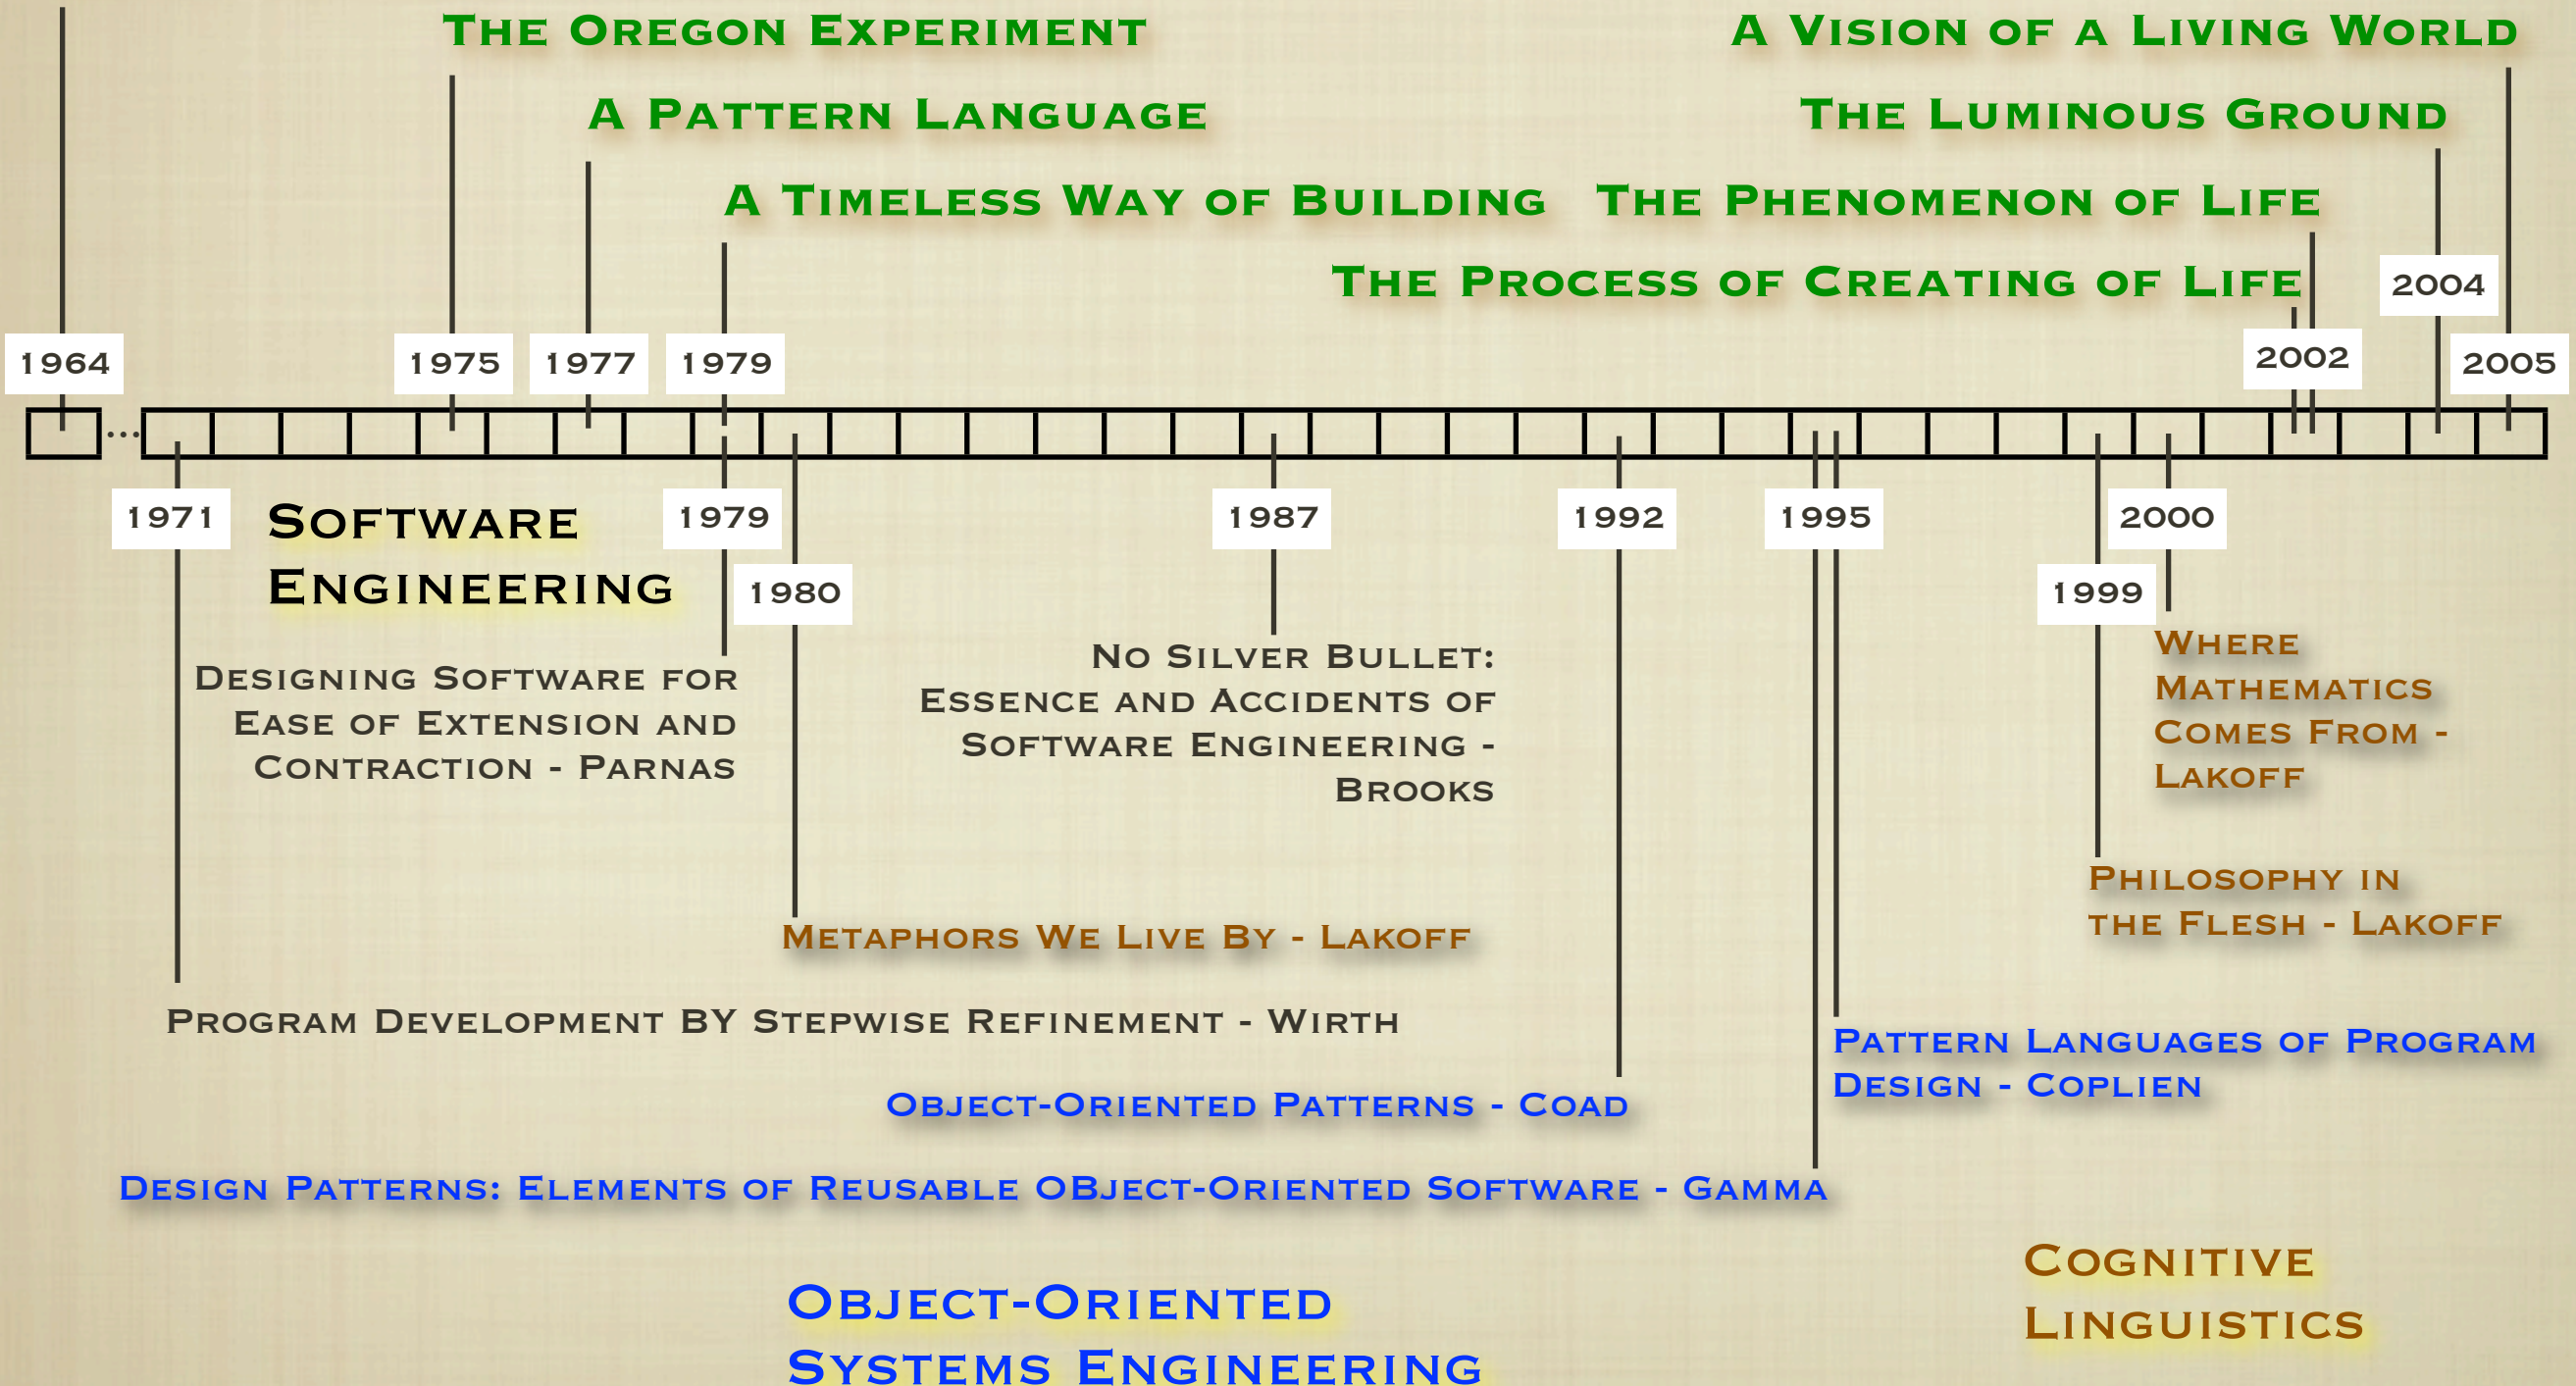 The Oregon Experiment
A Vision of a Living World
A Pattern Language
The Luminous Ground
A Timeless Way of Building
The Phenomenon of Life
The Process of Creating of Life
2004
1964
1975
1977
1979
2002
2005
...
1971
Software
Engineering
1979
1987
1992
1995
2000
1980
1999
Designing Software for
Ease of Extension and
Contraction - Parnas
No Silver Bullet:
Essence and Accidents of
Software Engineering -
Brooks
Where
Mathematics
Comes From -
Lakoff
Philosophy in
the Flesh - Lakoff
Metaphors We Live By - Lakoff
Program Development BY Stepwise Refinement - Wirth
Pattern Languages of Program
Design - Coplien
Object-Oriented Patterns - Coad
Design Patterns: Elements of Reusable OBject-Oriented Software - Gamma
Cognitive
Linguistics
Object-Oriented
Systems Engineering